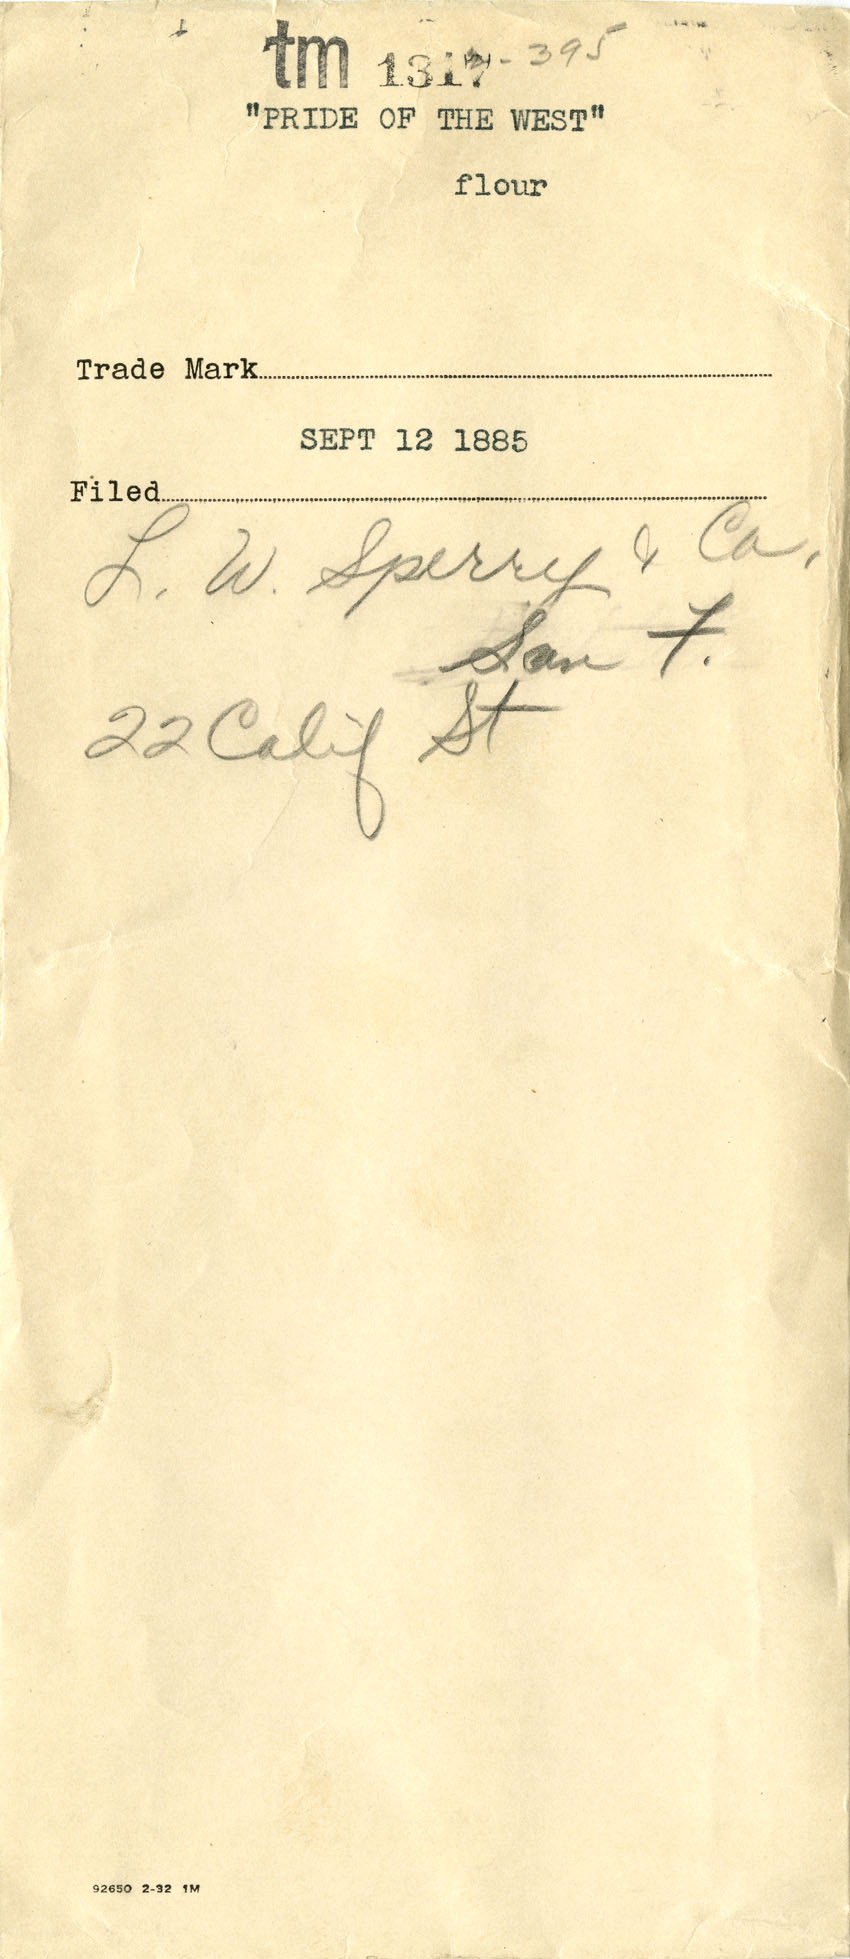 tm 1317 - 395
"PRIDE OF THE WEST"
flour
Trade Mark
SEPT 12 1885
Filed
L. W. Sperry & Co.
San F.
22 Calif St
92650 2-32 1M